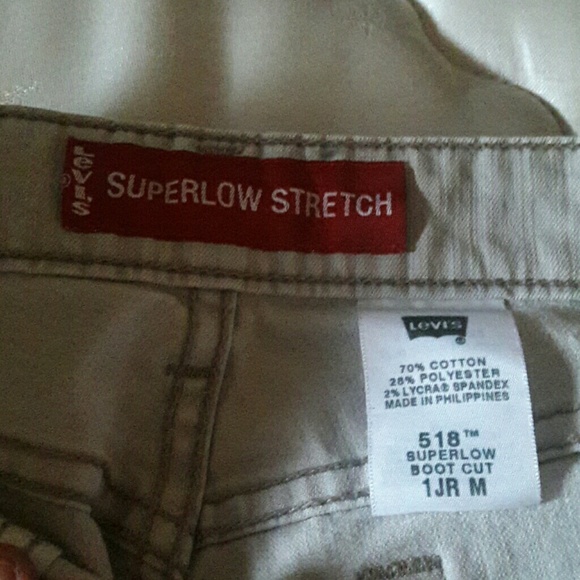 LEVI'S ® SUPERLOW STRETCH
LEVI'S ®
70% COTTON
28% POLYESTER
2% LYCRA® SPANDEX
MADE IN PHILIPPINES
518™
SUPERLOW
BOOT CUT
1JR M